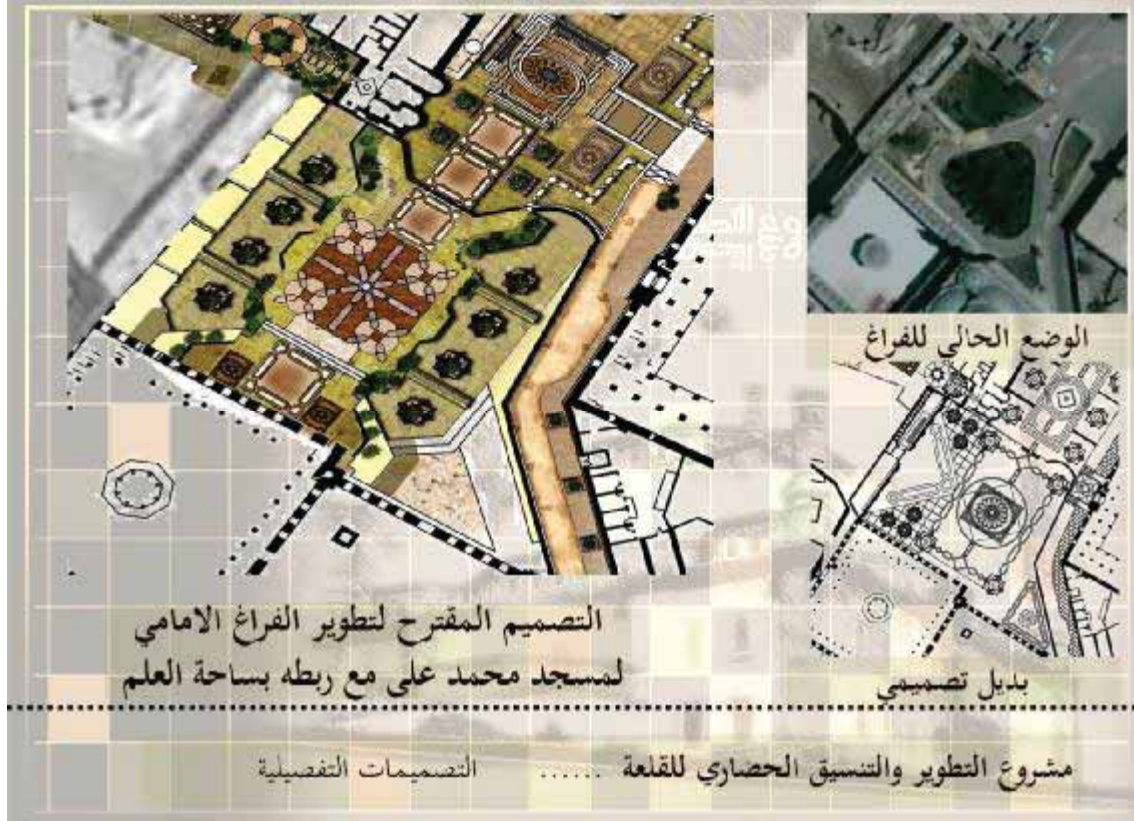 الوضع الحالي للفراغ
بديل تصميمي
التصميم المقترح لتطوير الفراغ الامامي
لمسجد محمد على مع ربطه بساحة العلم
مشروع التطوير والتنسيق الحضاري للقلعة ...... التصميمات التفصيلية